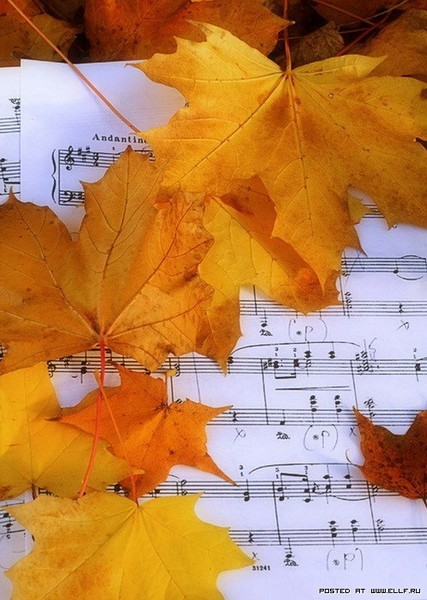 Andantino
(p)
(p)
(p)
31241
POSTED AT WWW.ELLF.RU